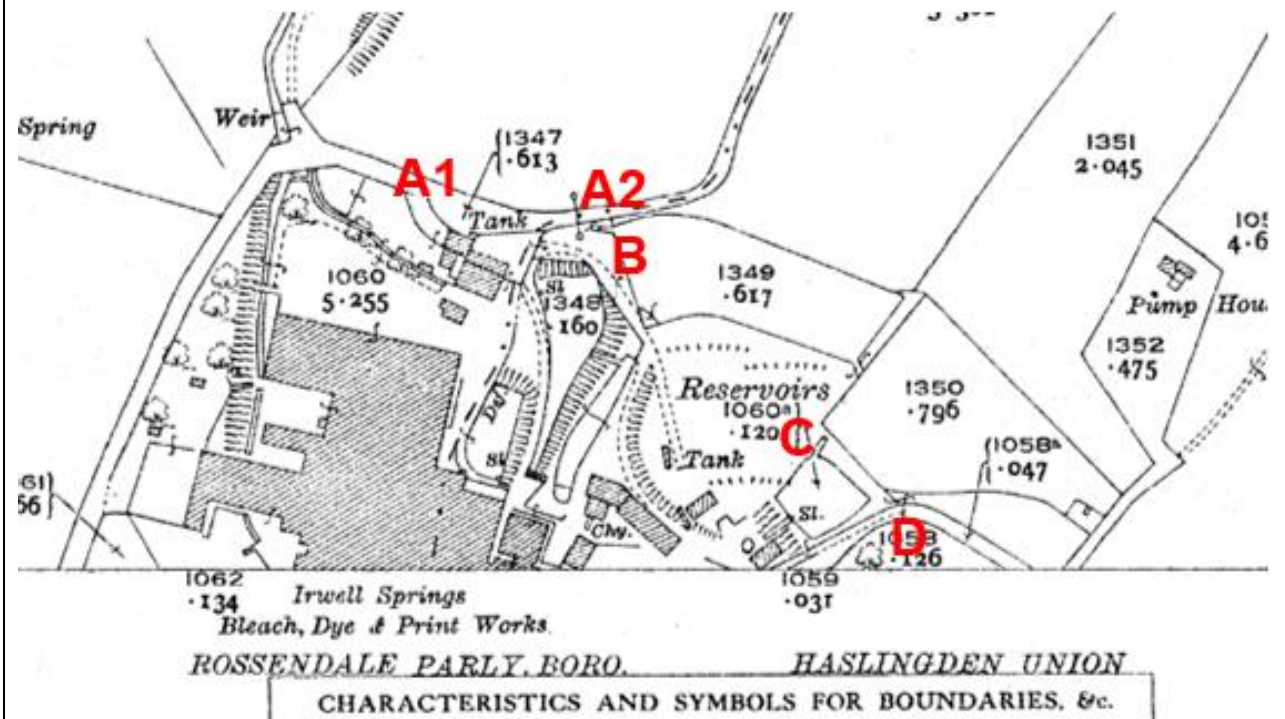 Weir
Spring
1347
.613
A1
A2
Tank
B
1351
2.045
1060
5.255
Sl
1348
.160
1349
.617
Pump
1352
.475
Reservoirs
1060a
.120
1350
.796
C
Tank
1058a
.047
Sl.
Chy.
D
1058
.126
1062
.134
Irwell Springs
Bleach, Dye & Print Works.
1059
.031
ROSSENDALE PARLY. BORO. HASLINGDEN UNION
CHARACTERISTICS AND SYMBOLS FOR BOUNDARIES, &c.